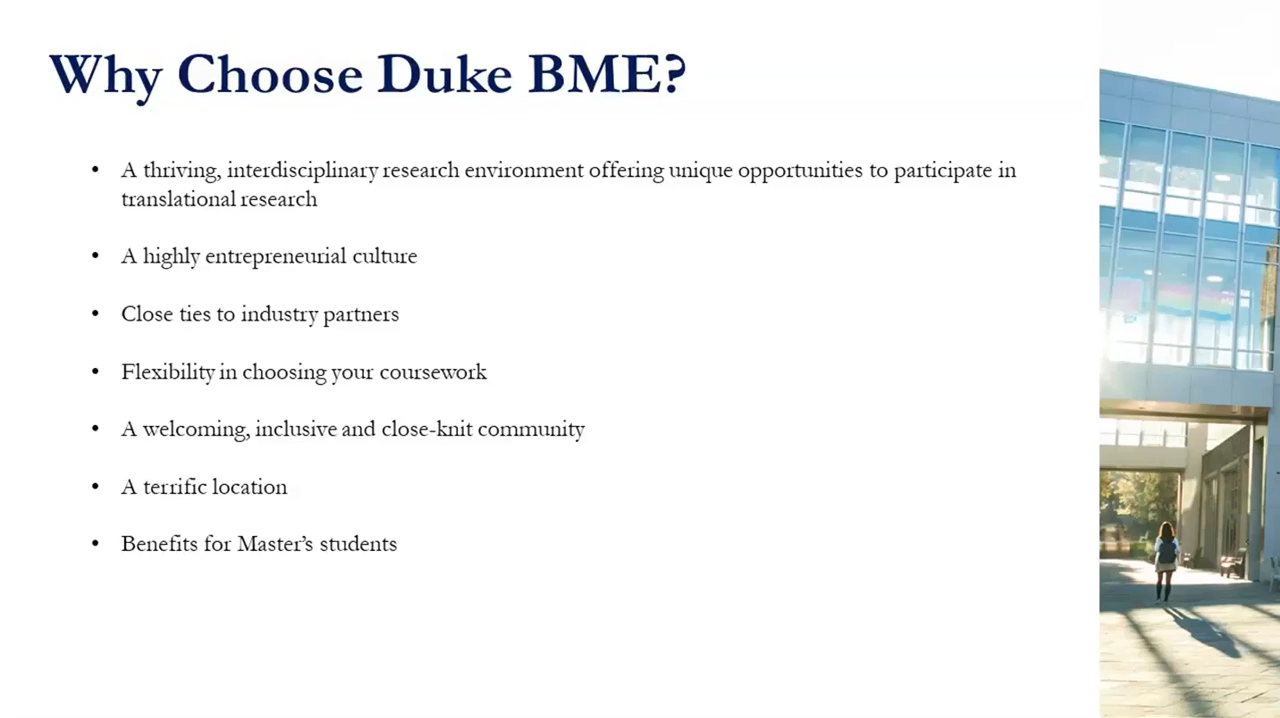 Why Choose Duke BME?
• A thriving, interdisciplinary research environment offering unique opportunities to participate in
translational research
• A highly entrepreneurial culture
• Close ties to industry partners
• Flexibility in choosing your coursework
• A welcoming, inclusive and close-knit community
• A terrific location
• Benefits for Master’s students